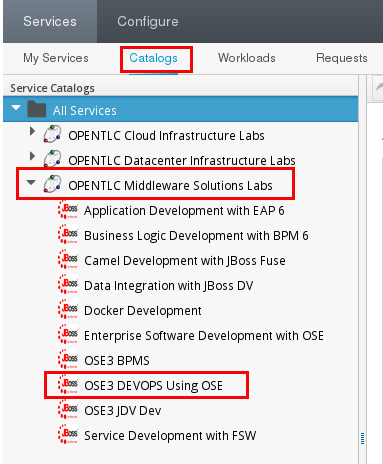 Services Configure
My Services Catalogs Workloads Requests
Service Catalogs
All Services
OPENTLC Cloud Infrastructure Labs
OPENTLC Datacenter Infrastructure Labs
OPENTLC Middleware Solutions Labs
JBoss Application Development with EAP 6
JBoss Business Logic Development with BPM 6
JBoss Camel Development with JBoss Fuse
JBoss Data Integration with JBoss DV
JBoss Docker Development
JBoss Enterprise Software Development with OSE
JBoss OSE3 BPMS
JBoss OSE3 DEVOPS Using OSE
JBoss OSE3 JDV Dev
JBoss Service Development with FSW